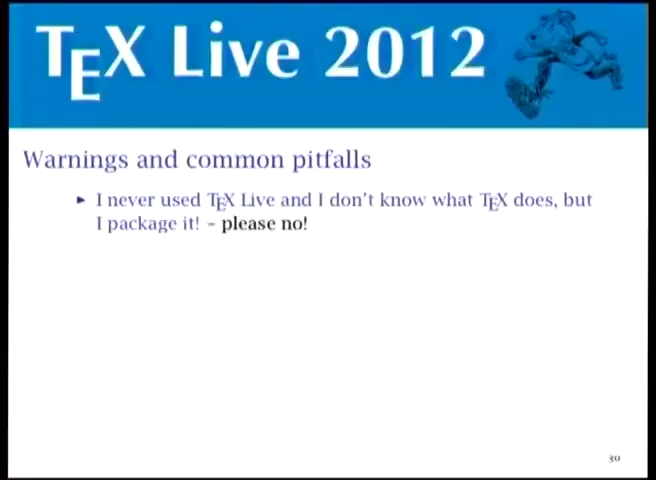 TEX Live 2012
Warnings and common pitfalls
▶ I never used TEX Live and I don't know what TEX does, but
I package it! – please no!
30